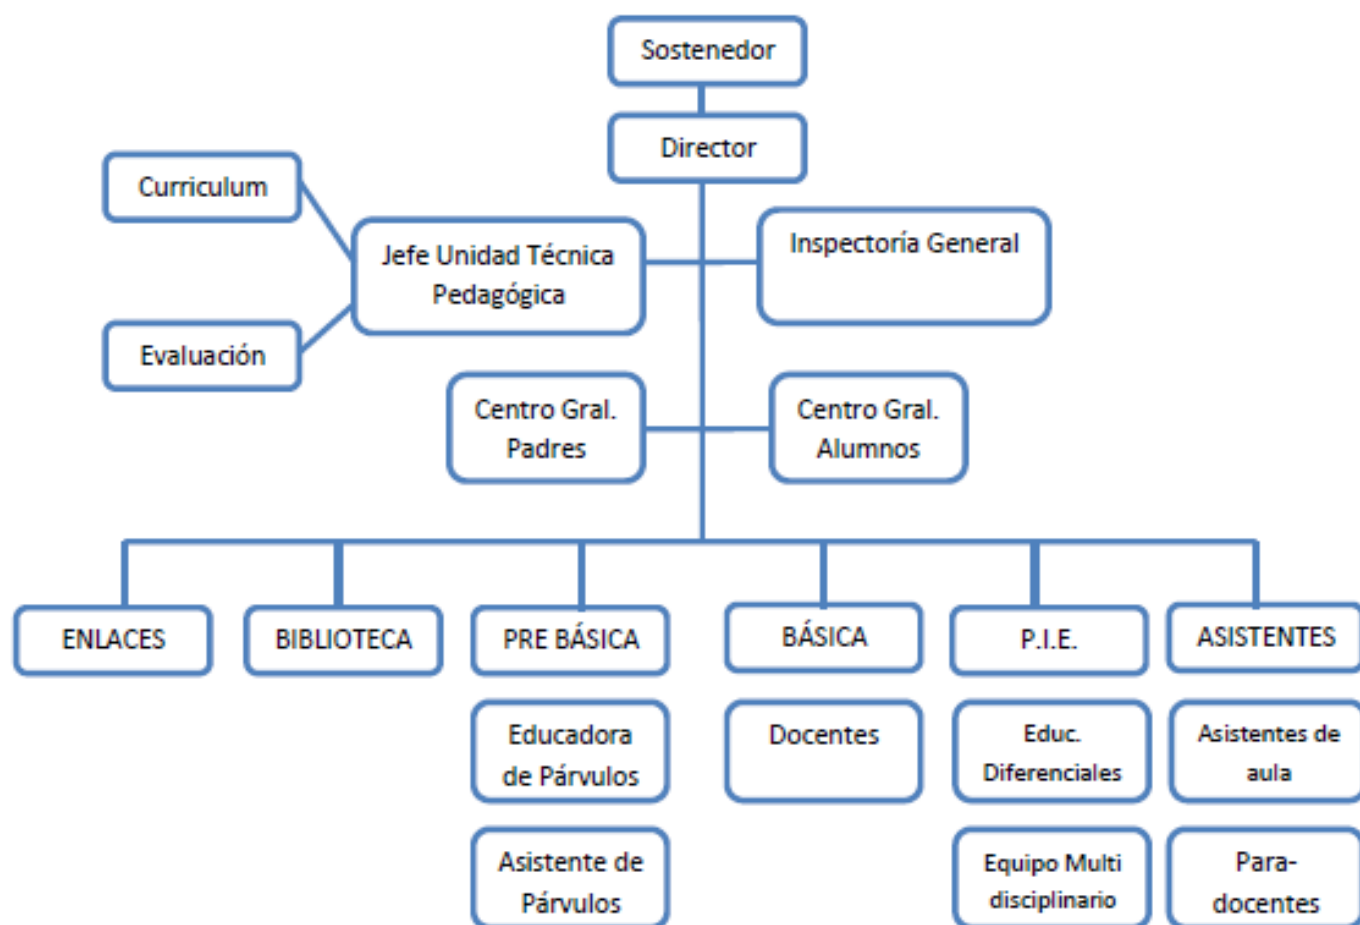 Sostenedor
Director
Curriculum
Jefe Unidad Técnica
Pedagógica
Inspectoría General
Evaluación
Centro Gral.
Padres
Centro Gral.
Alumnos
ENLACES
BIBLIOTECA
PRE BÁSICA
BÁSICA
P.I.E.
ASISTENTES
Educadora
de Párvulos
Docentes
Educ.
Diferenciales
Asistentes de
aula
Asistente de
Párvulos
Equipo Multi
disciplinario
Para-
docentes